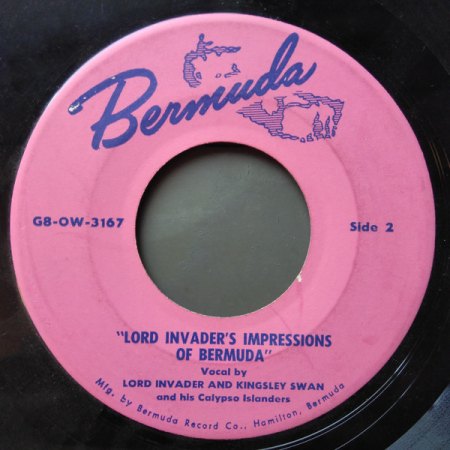 Bermuda
G8-OW-3167
Side 2
"LORD INVADER'S IMPRESSIONS
OF BERMUDA"
Vocal by
LORD INVADER AND KINGSLEY SWAN
and his Calypso Islanders
Mfg. by Bermuda Record Co., Hamilton, Bermuda